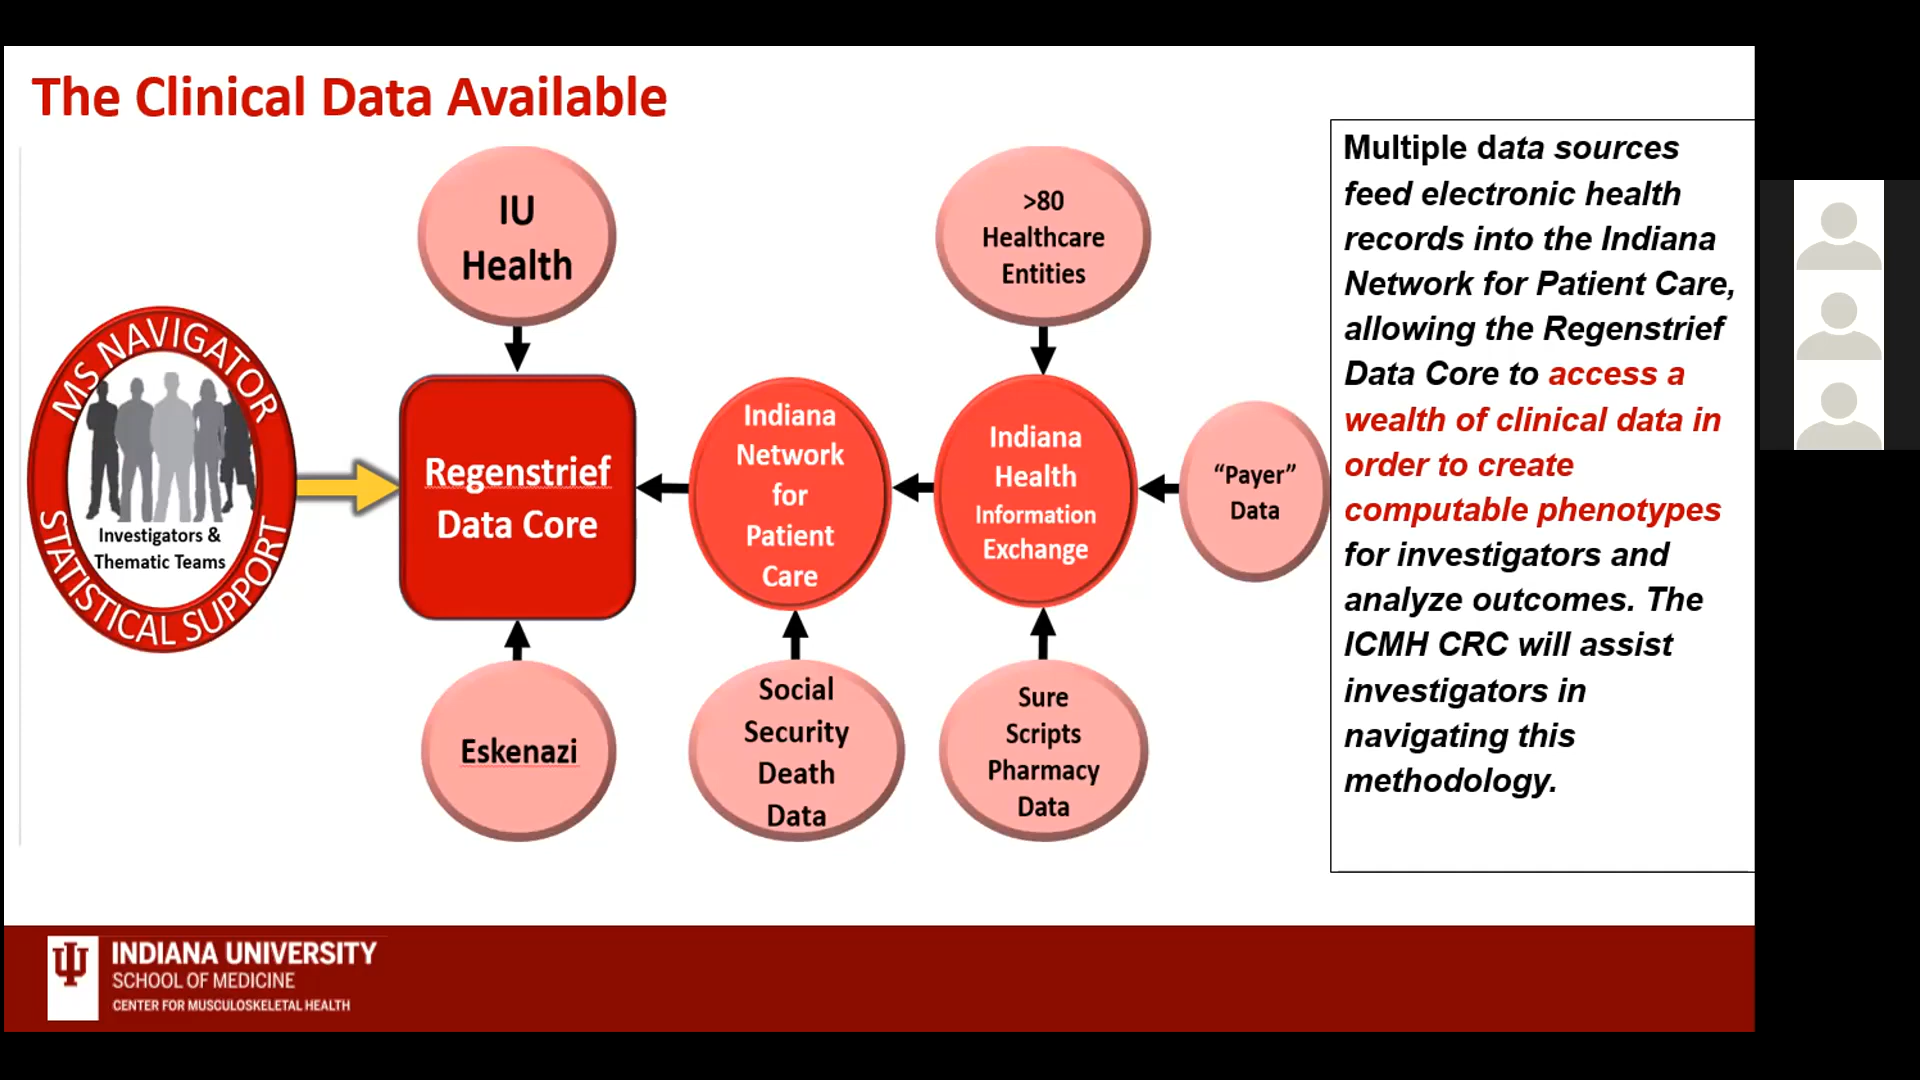 The Clinical Data Available
IU
Health
>80
Healthcare
Entities
MS NAVIGATOR
Investigators &
Thematic Teams
STATISTICAL SUPPORT
Regenstrief
Data Core
Indiana
Network
for
Patient
Care
Indiana
Health
Information
Exchange
“Payer”
Data
Eskenazi
Social
Security
Death
Data
Sure
Scripts
Pharmacy
Data
Multiple data sources
feed electronic health
records into the Indiana
Network for Patient Care,
allowing the Regenstrief
Data Core to access a
wealth of clinical data in
order to create
computable phenotypes
for investigators and
analyze outcomes. The
ICMH CRC will assist
investigators in
navigating this
methodology.
INDIANA UNIVERSITY
SCHOOL OF MEDICINE
CENTER FOR MUSCULOSKELETAL HEALTH